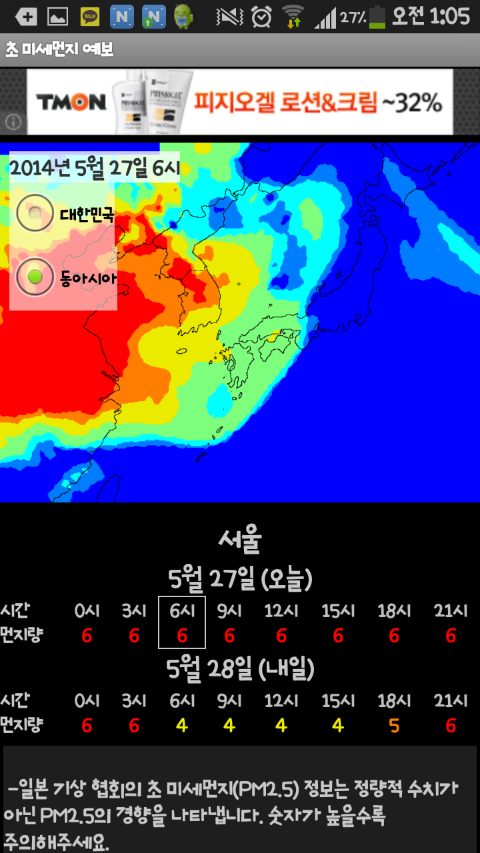 27% 오전 1:05
초 미세먼지 예보
TMON PHYSIOGEL 피지오겔 로션&크림 ~32%
2014년 5월 27일 6시
대한민국
동아시아
서울
5월 27일 (오늘)
시간 0시 3시 6시 9시 12시 15시 18시 21시
먼지량 6 6 6 6 6 6 6 6
5월 28일 (내일)
시간 0시 3시 6시 9시 12시 15시 18시 21시
먼지량 6 6 4 4 4 4 5 6
-일본 기상 협회의 초 미세먼지(PM2.5) 정보는 정량적 수치가
아닌 PM2.5의 경향을 나타냅니다. 숫자가 높을수록
주의해주세요.